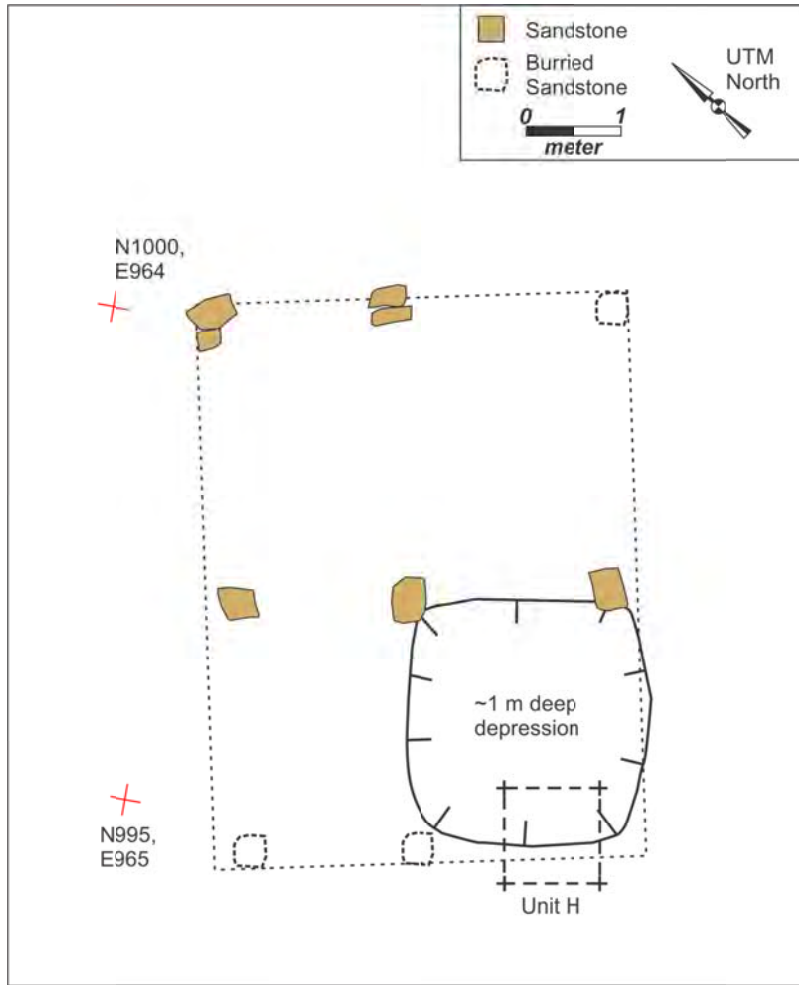 Sandstone
Burried
Sandstone
UTM
North
0 1
meter
N1000,
E964
~1 m deep
depression
N995,
E965
Unit H